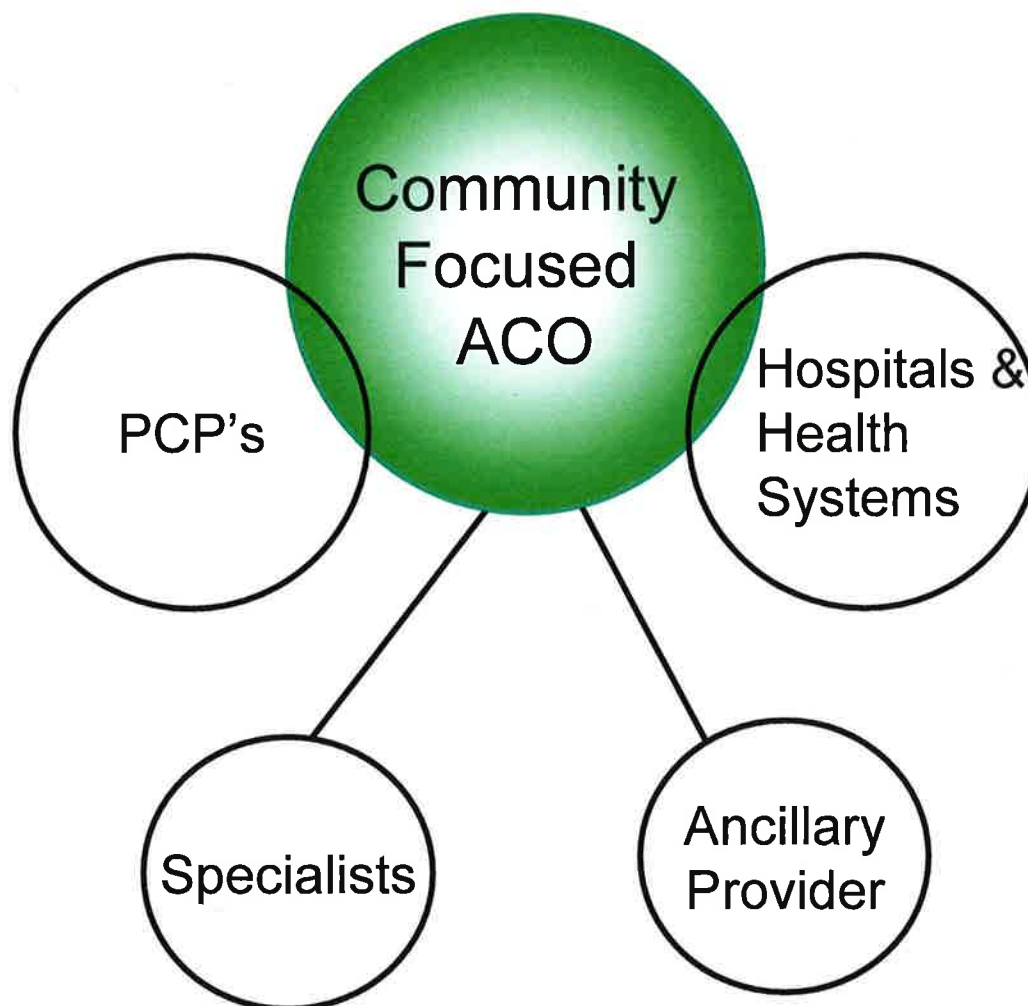 Community
Focused
ACO
PCP's
Hospitals &
Health
Systems
Specialists
Ancillary
Provider